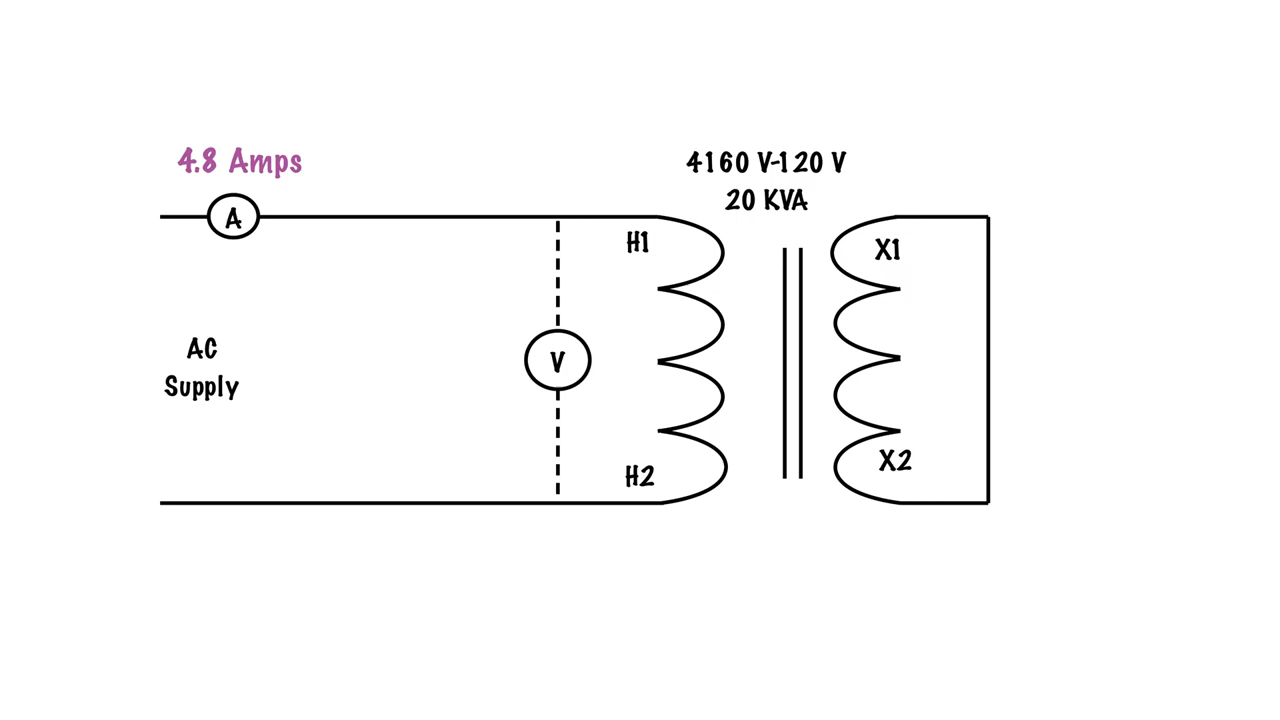 4.8 Amps
4160 V-120 V
20 KVA
A
H1
X1
AC
Supply
V
H2
X2